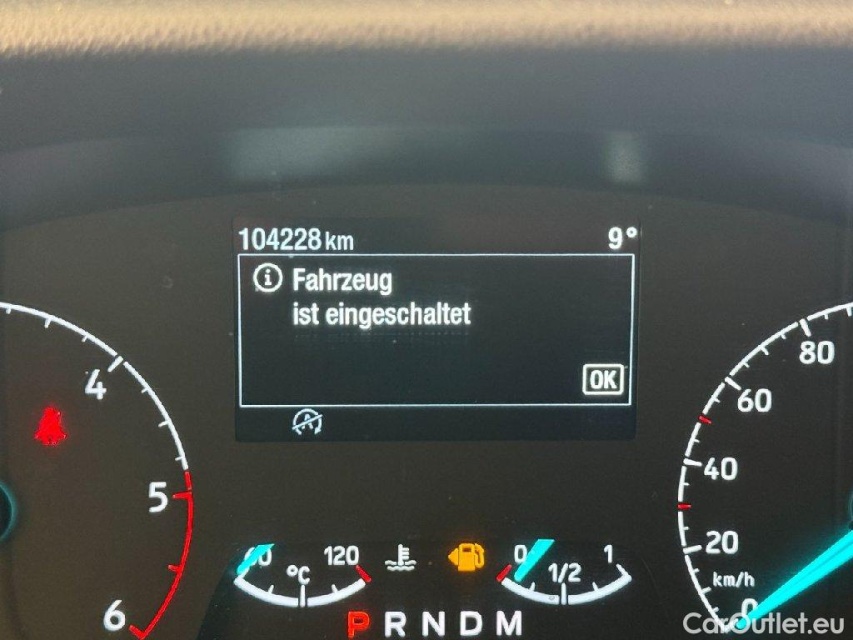 104228 km 9°
Fahrzeug
ist eingeschaltet
OK
4
5
6
80
60
40
20
0
km/h
60 °C 120
0 1/2 1
P R N D M
CarOutlet.eu